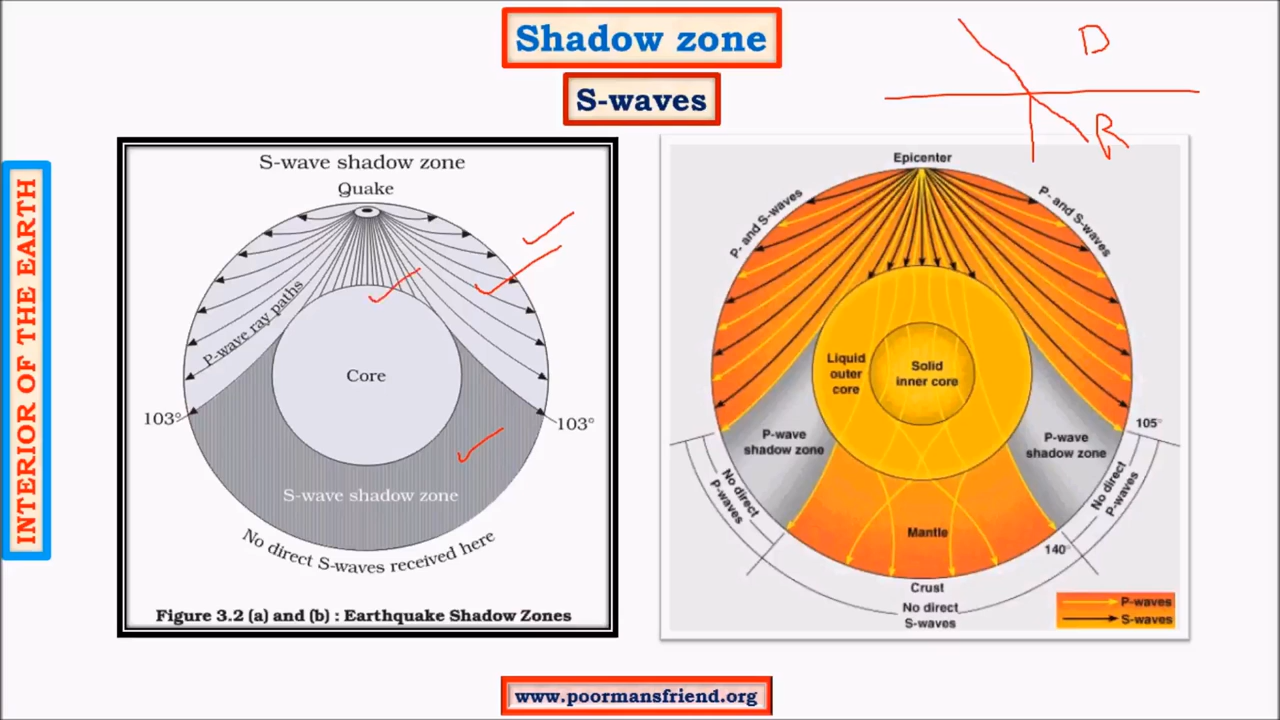 Shadow zone
S-waves
D
R
INTERIOR OF THE EARTH
S-wave shadow zone
Quake
P-wave ray paths
Core
103°
103°
S-wave shadow zone
No direct S-waves received here
Figure 3.2 (a) and (b) : Earthquake Shadow Zones
Epicenter
P- and S-waves
P- and S-waves
Liquid
outer
core
Solid
inner core
P-wave
shadow zone
P-wave
shadow zone
105°
No direct
P-waves
No direct
P-waves
Mantle
140°
Crust
No direct
S-waves
P-waves
S-waves
www.poormansfriend.org